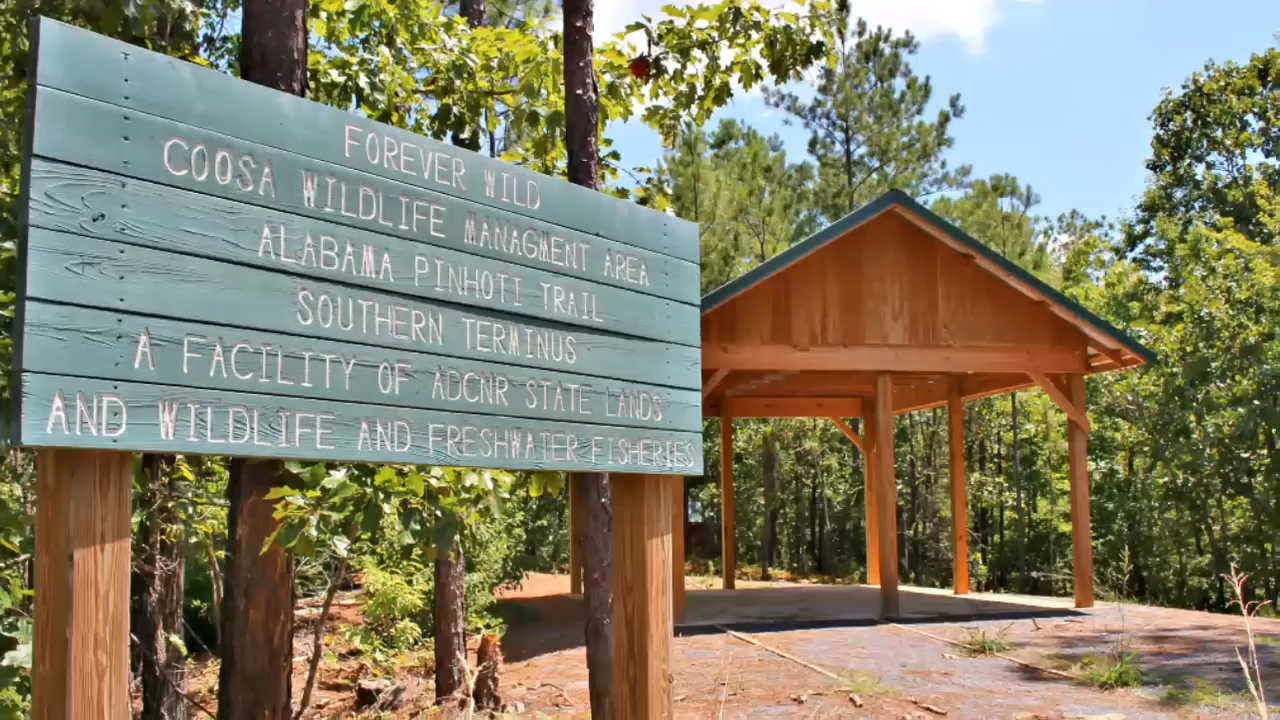 FOREVER WILD
COOSA WILDLIFE MANAGMENT AREA
ALABAMA PINHOTI TRAIL
SOUTHERN TERMINUS
A FACILITY OF ADCNR STATE LANDS
AND WILDLIFE AND FRESHWATER FISHERIES